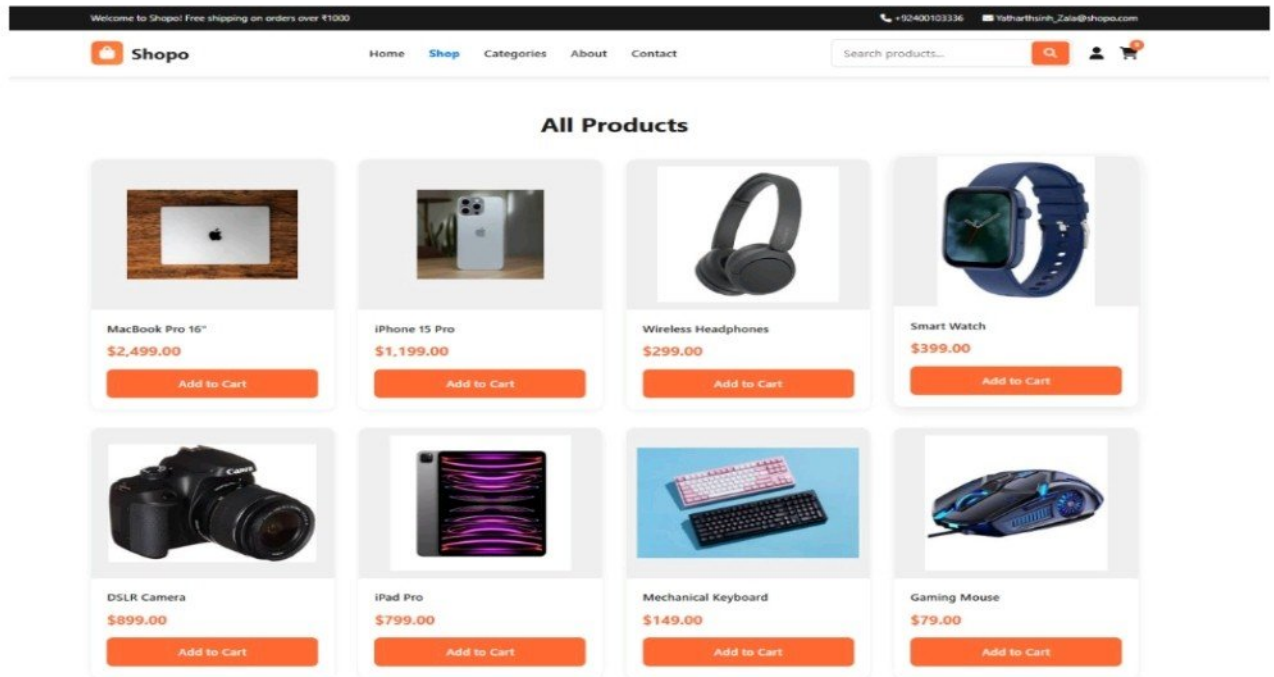 Welcome to Shopo! Free shipping on orders over ₹1000
+92400103336 Yatharthsinh_Zala@shopo.com
Shopo Home Shop Categories About Contact Search products...
All Products
MacBook Pro 16"
$2,499.00
Add to Cart
iPhone 15 Pro
$1,199.00
Add to Cart
Wireless Headphones
$299.00
Add to Cart
Smart Watch
$399.00
Add to Cart
Canon
DSLR Camera
$899.00
Add to Cart
iPad Pro
$799.00
Add to Cart
Mechanical Keyboard
$149.00
Add to Cart
Gaming Mouse
$79.00
Add to Cart